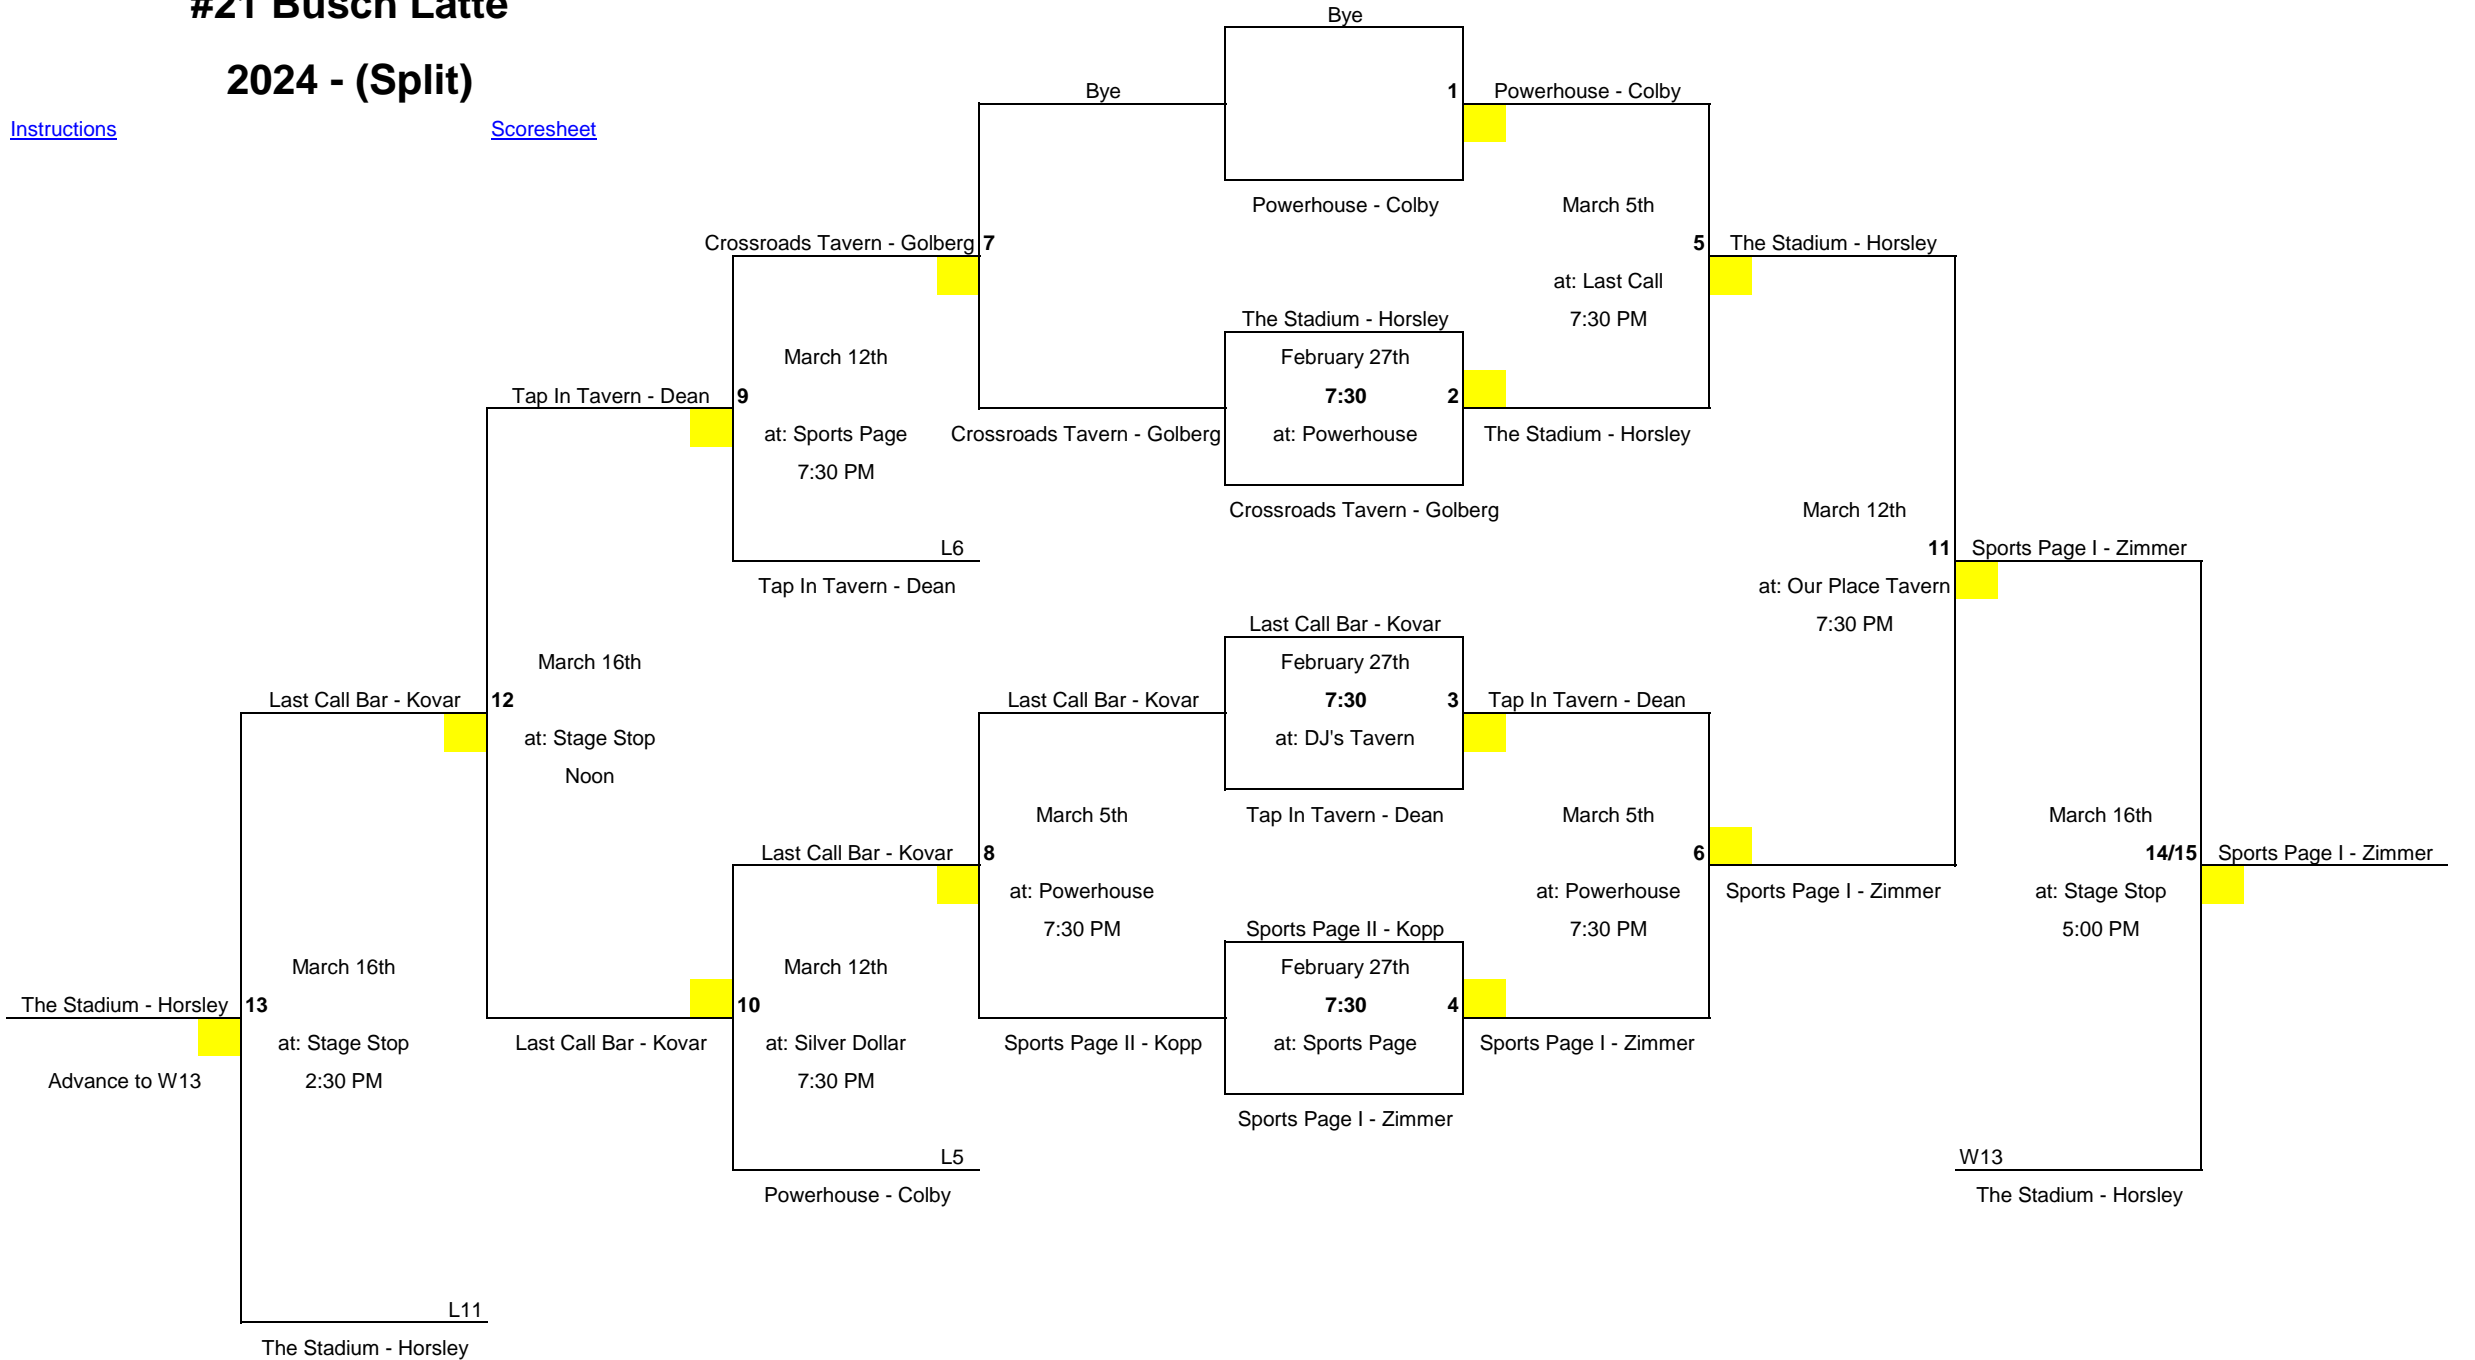 #21 Busch Latte
2024 - (Split)
Instructions
Scoresheet
Bye
Bye
1
Powerhouse - Colby
Powerhouse - Colby
March 5th
Crossroads Tavern - Golberg
7
5
The Stadium - Horsley
at: Last Call
The Stadium - Horsley
7:30 PM
March 12th
February 27th
Tap In Tavern - Dean
9
7:30
2
at: Sports Page
Crossroads Tavern - Golberg
at: Powerhouse
The Stadium - Horsley
7:30 PM
Crossroads Tavern - Golberg
March 12th
L6
11
Sports Page I - Zimmer
Tap In Tavern - Dean
at: Our Place Tavern
Last Call Bar - Kovar
7:30 PM
March 16th
February 27th
Last Call Bar - Kovar
12
Last Call Bar - Kovar
7:30
3
Tap In Tavern - Dean
at: Stage Stop
at: DJ's Tavern
Noon
March 5th
Tap In Tavern - Dean
March 5th
March 16th
Last Call Bar - Kovar
8
6
14/15
Sports Page I - Zimmer
at: Powerhouse
at: Powerhouse
Sports Page I - Zimmer
at: Stage Stop
7:30 PM
Sports Page II - Kopp
7:30 PM
5:00 PM
March 16th
March 12th
February 27th
The Stadium - Horsley
13
10
7:30
4
at: Stage Stop
Last Call Bar - Kovar
at: Silver Dollar
Sports Page II - Kopp
at: Sports Page
Sports Page I - Zimmer
Advance to W13
2:30 PM
7:30 PM
Sports Page I - Zimmer
L5
W13
Powerhouse - Colby
The Stadium - Horsley
L11
The Stadium - Horsley